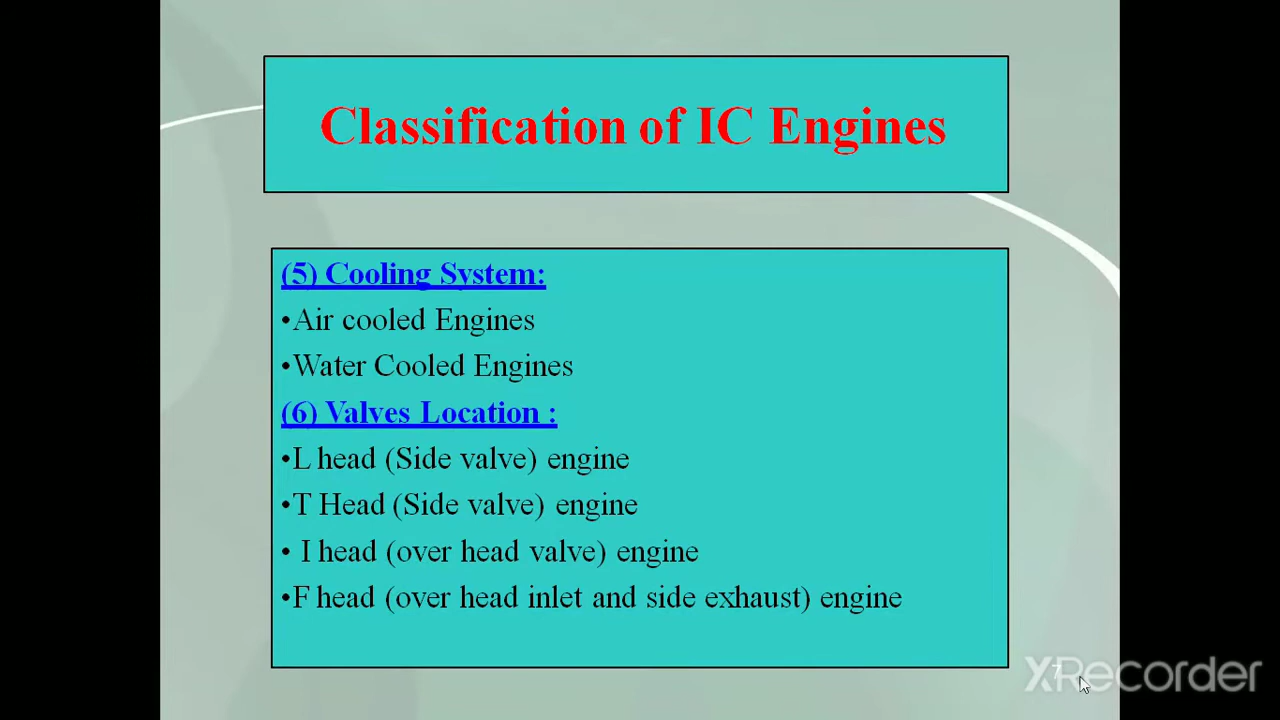 Classification of IC Engines
(5) Cooling System:
•Air cooled Engines
•Water Cooled Engines
(6) Valves Location :
•L head (Side valve) engine
•T Head (Side valve) engine
• I head (over head valve) engine
•F head (over head inlet and side exhaust) engine
7
XRecorder